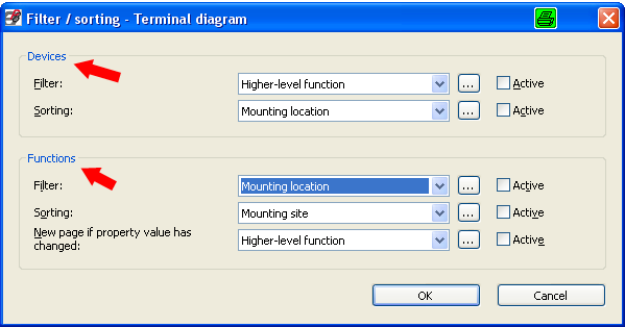 Filter / sorting - Terminal diagram
Devices
Filter: Higher-level function ... Active
Sorting: Mounting location ... Active
Functions
Filter: Mounting location ... Active
Sorting: Mounting site ... Active
New page if property value has
changed: Higher-level function ... Active
OK Cancel